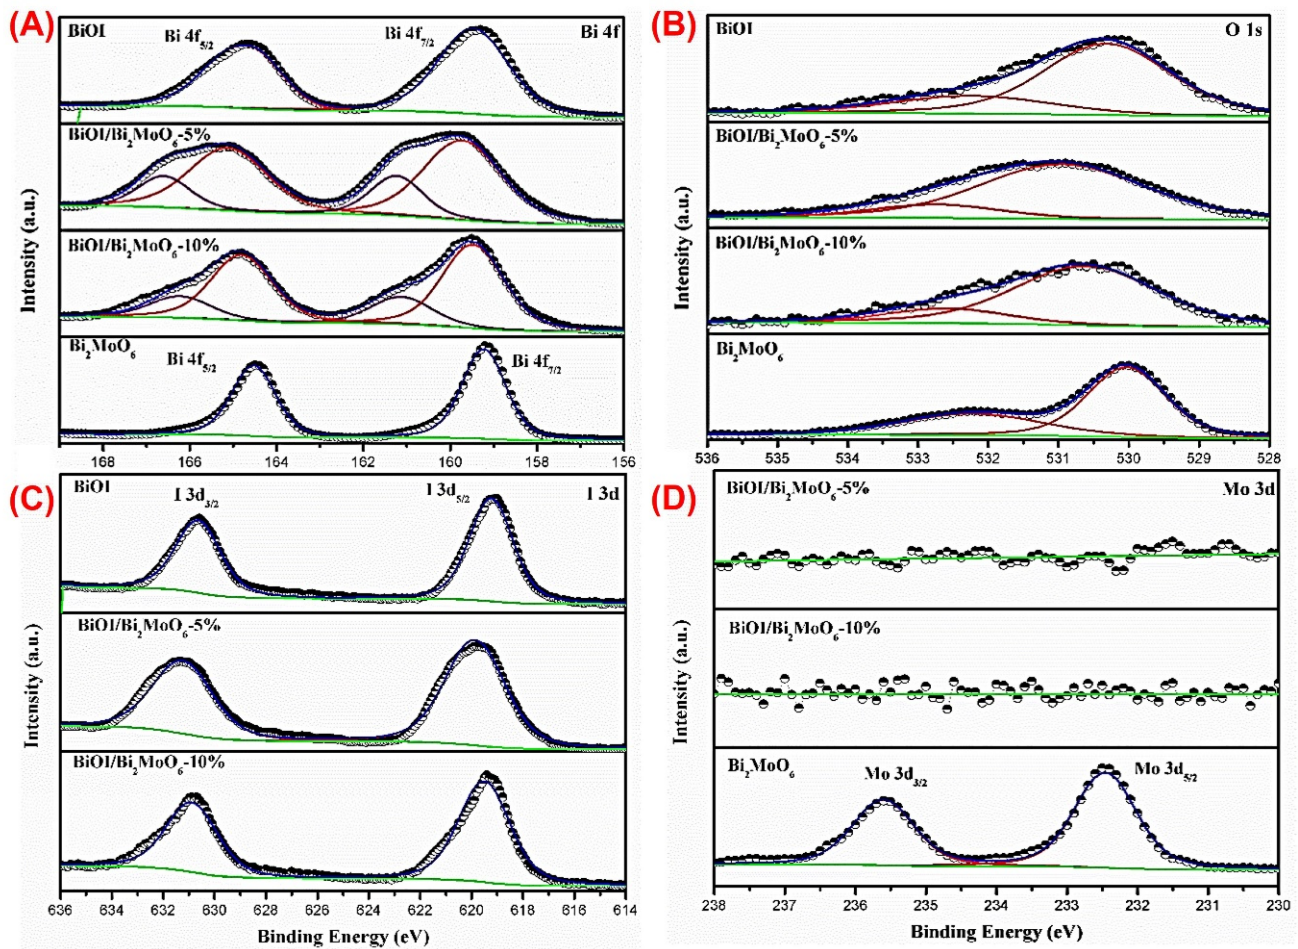 (A)
BiOI
Bi 4f5/2
Bi 4f7/2
Bi 4f
BiOI/Bi2MoO6-5%
BiOI/Bi2MoO6-10%
Bi2MoO6
Bi 4f5/2
Bi 4f7/2
Intensity (a.u.)
168 166 164 162 160 158 156
(B)
BiOI
O 1s
BiOI/Bi2MoO6-5%
BiOI/Bi2MoO6-10%
Bi2MoO6
Intensity (a.u.)
536 535 534 533 532 531 530 529 528
(C)
BiOI
I 3d3/2
I 3d5/2
I 3d
BiOI/Bi2MoO6-5%
BiOI/Bi2MoO6-10%
Intensity (a.u.)
636 634 632 630 628 626 624 622 620 618 616 614
Binding Energy (eV)
(D)
BiOI/Bi2MoO6-5%
Mo 3d
BiOI/Bi2MoO6-10%
Bi2MoO6
Mo 3d3/2
Mo 3d5/2
Intensity (a.u.)
238 237 236 235 234 233 232 231 230
Binding Energy (eV)